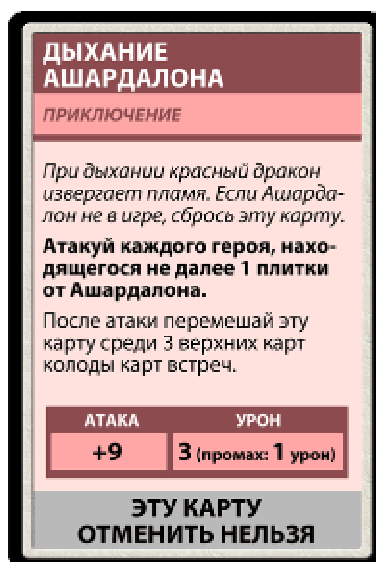 ДЫХАНИЕ
АШАРДАЛОНА
ПРИКЛЮЧЕНИЕ
При дыхании красный дракон
извергает пламя. Если Ашарда-
лон не в игре, сбрось эту карту.
Атакуй каждого героя, нахо-
дящегося не далее 1 плитки
от Ашардалона.
После атаки перемешай эту
карту среди 3 верхних карт
колоды карт встреч.
АТАКА УРОН
+9 3 (промах: 1 урон)
ЭТУ КАРТУ
ОТМЕНИТЬ НЕЛЬЗЯ